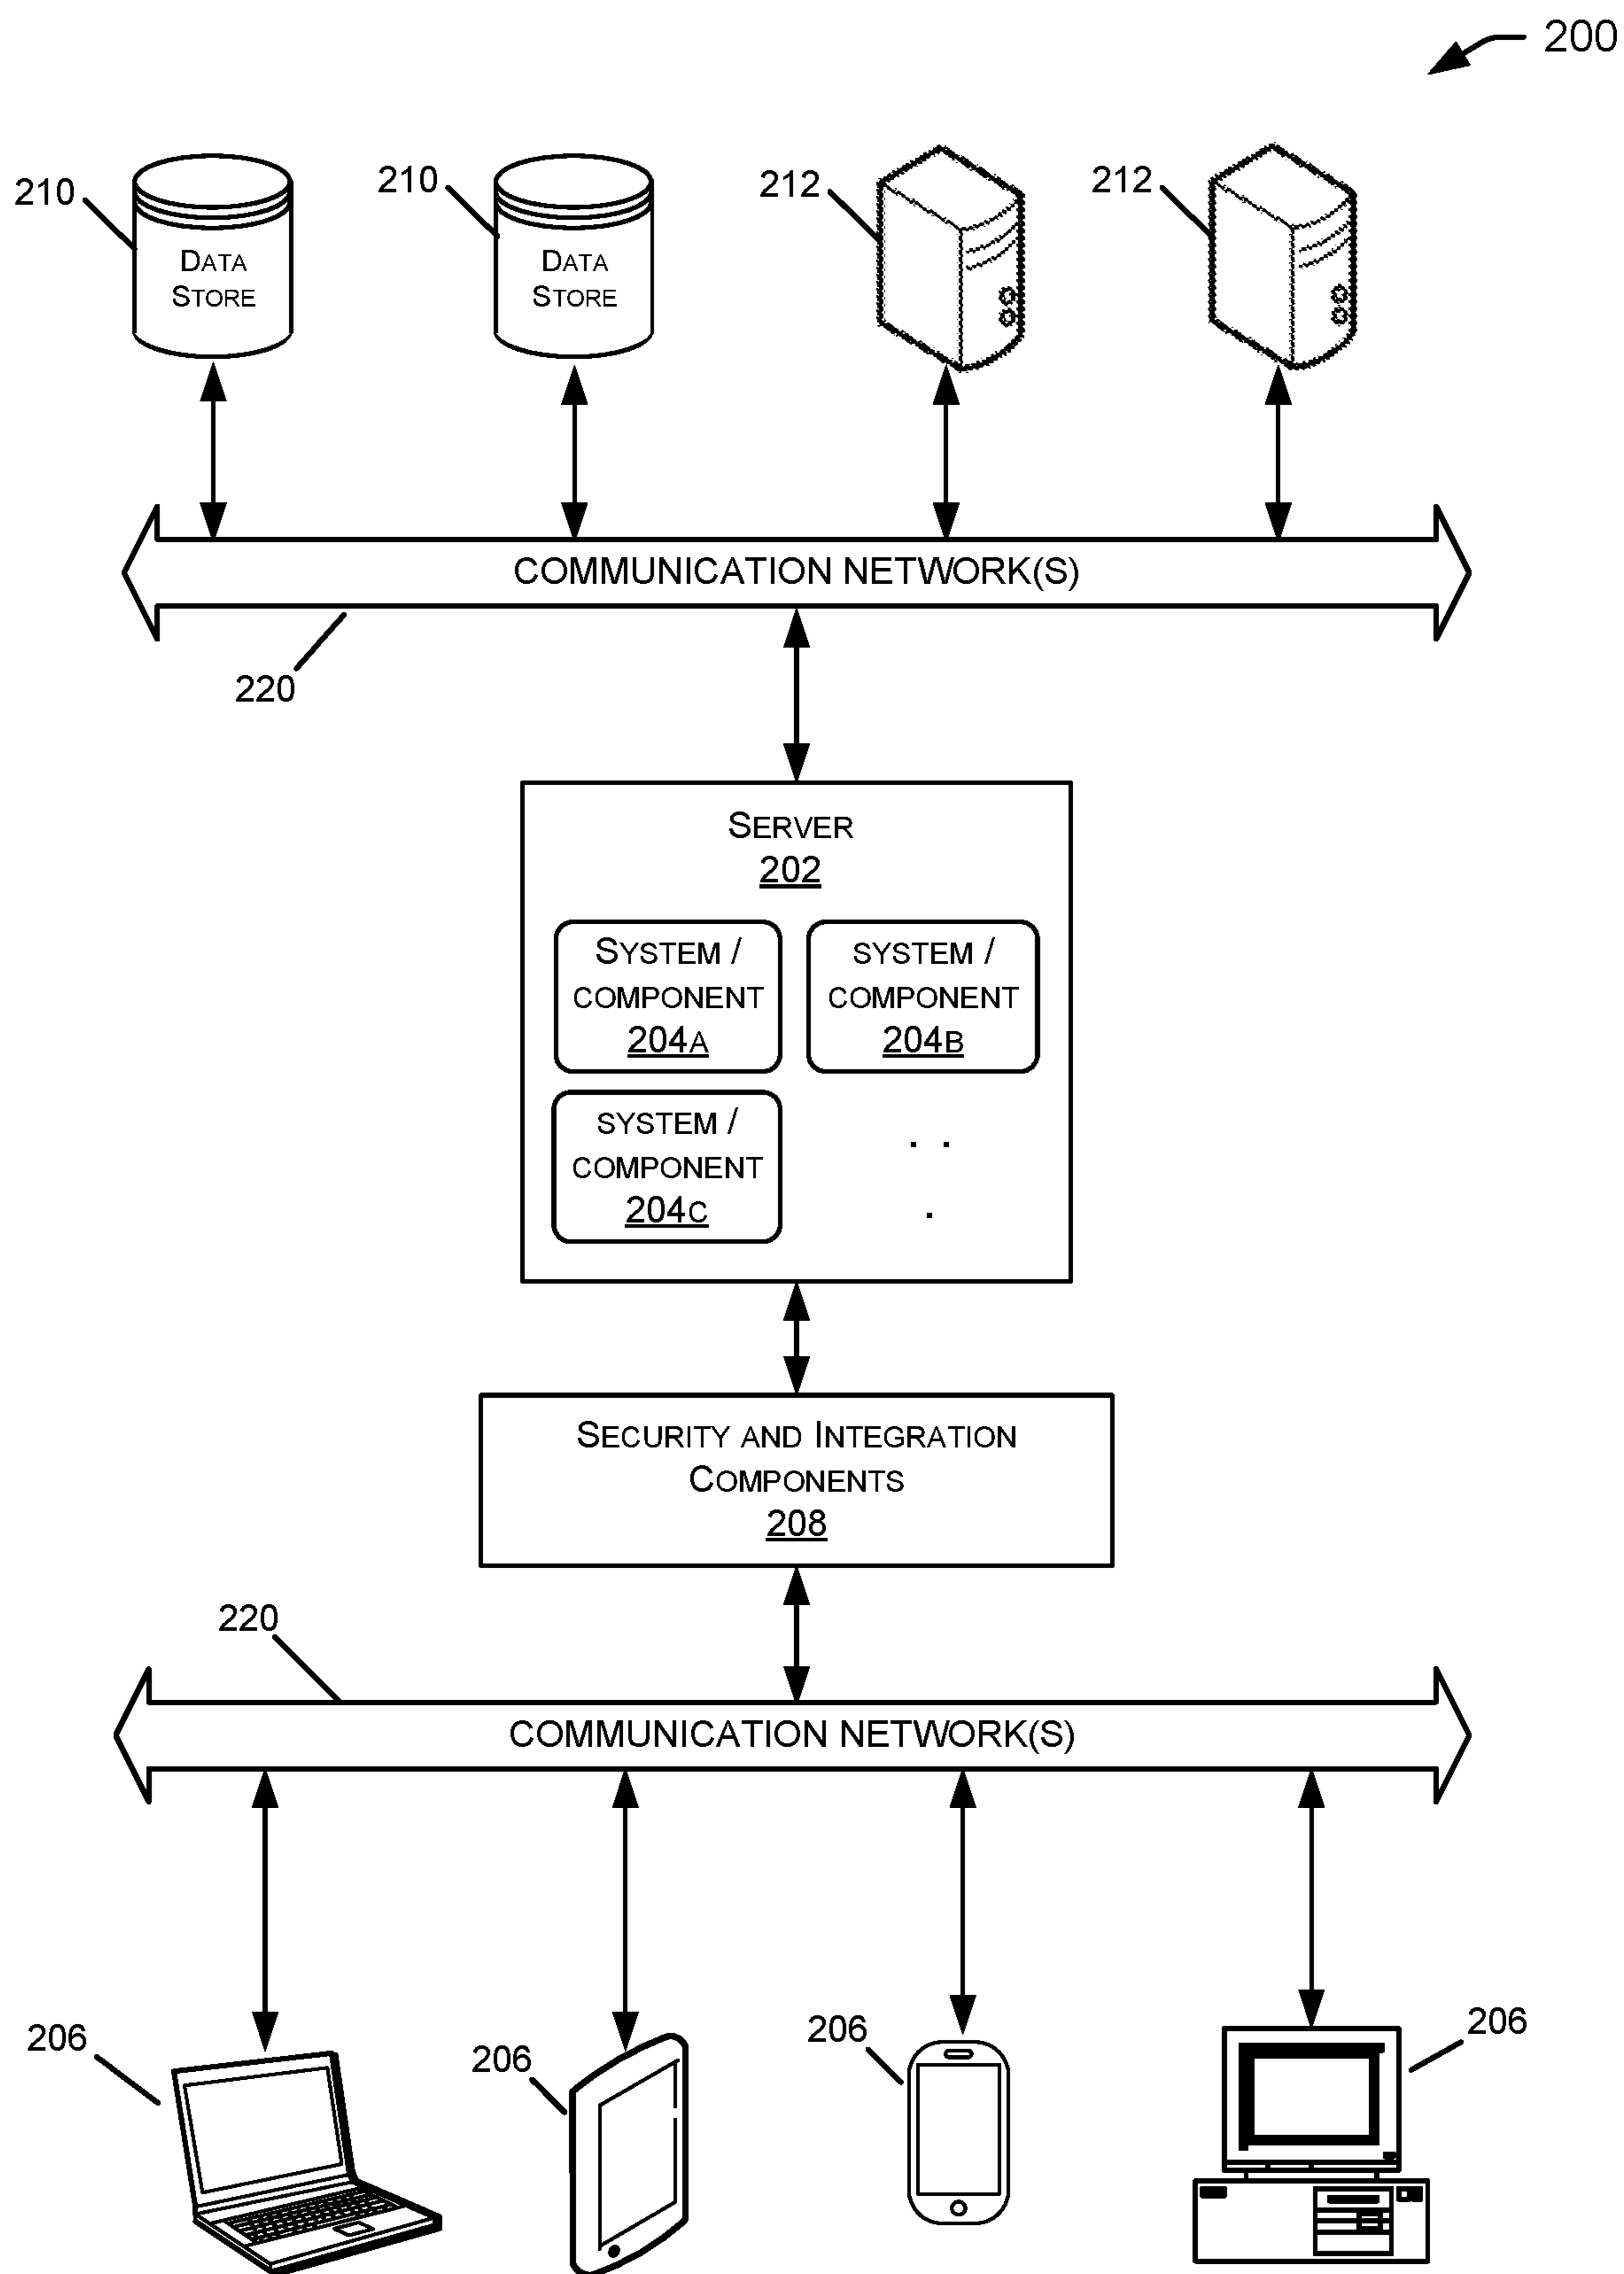 200
210
210
212
212
DATA
STORE
DATA
STORE
COMMUNICATION NETWORK(S)
220
SERVER
202
SYSTEM /
COMPONENT
204A
SYSTEM /
COMPONENT
204B
SYSTEM /
COMPONENT
204C
. .
.
SECURITY AND INTEGRATION
COMPONENTS
208
220
COMMUNICATION NETWORK(S)
206
206
206
206